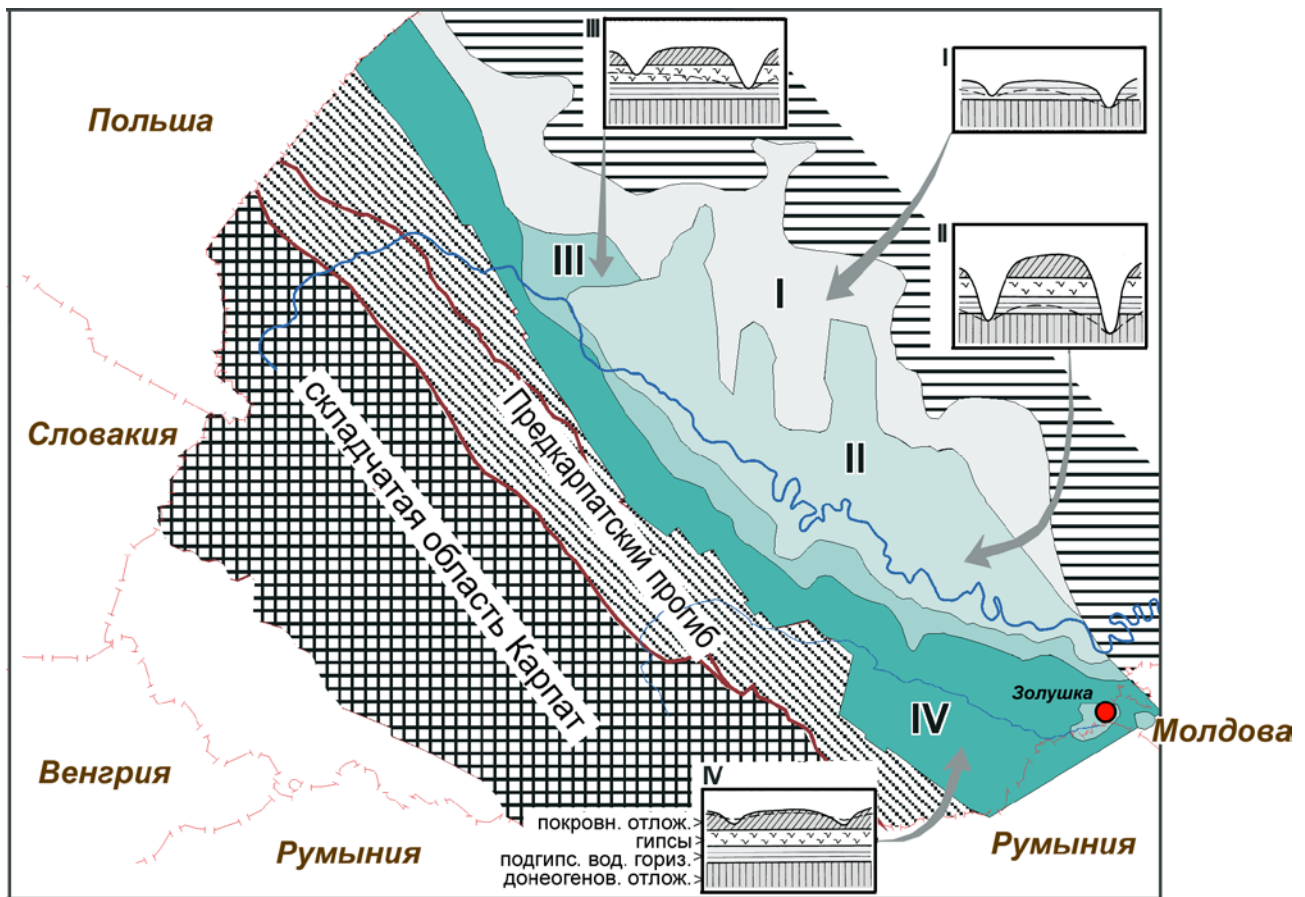 III
I
Польша
II
III
I
Словакия
складчатая область Карпат
Предкарпатский прогиб
II
Золушка
IV
Молдова
Венгрия
IV
покровн. отлож.>
гипсы>
подгипс. вод. гориз.>
донеогенов. отлож.>
Румыния
Румыния